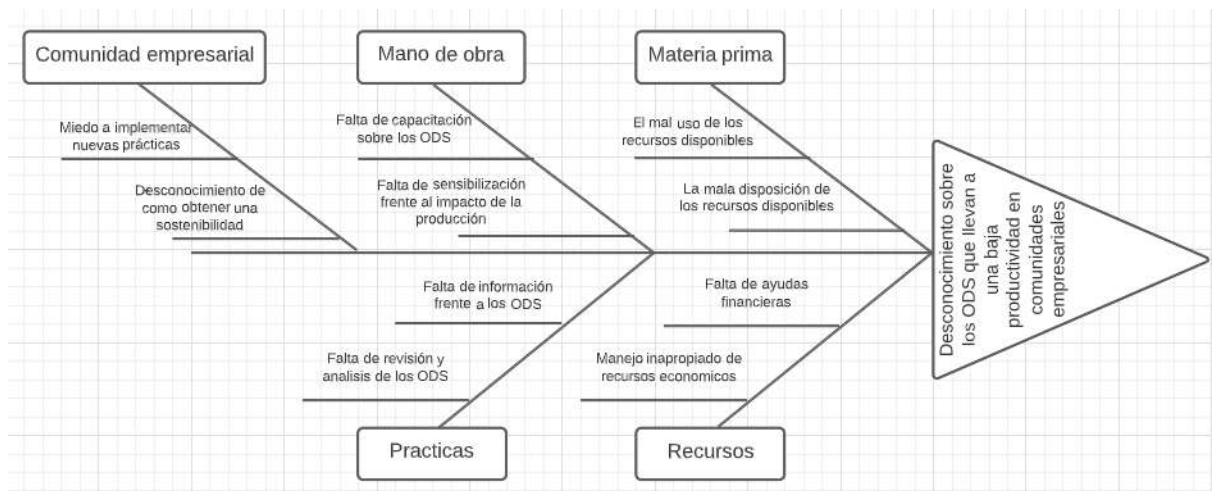 Comunidad empresarial
Mano de obra
Materia prima
Miedo a implementar
nuevas prácticas
Desconocimiento de
como obtener una
sostenibilidad
Falta de capacitación
sobre los ODS
Falta de sensibilización
frente al impacto de la
producción
El mal uso de los
recursos disponibles
La mala disposición de
los recursos disponibles
Falta de información
frente a los ODS
Falta de revisión y
analisis de los ODS
Falta de ayudas
financieras
Manejo inapropiado de
recursos economicos
Practicas
Recursos
Desconocimiento sobre
los ODS que llevan a
una baja
productividad en
comunidades
empresariales